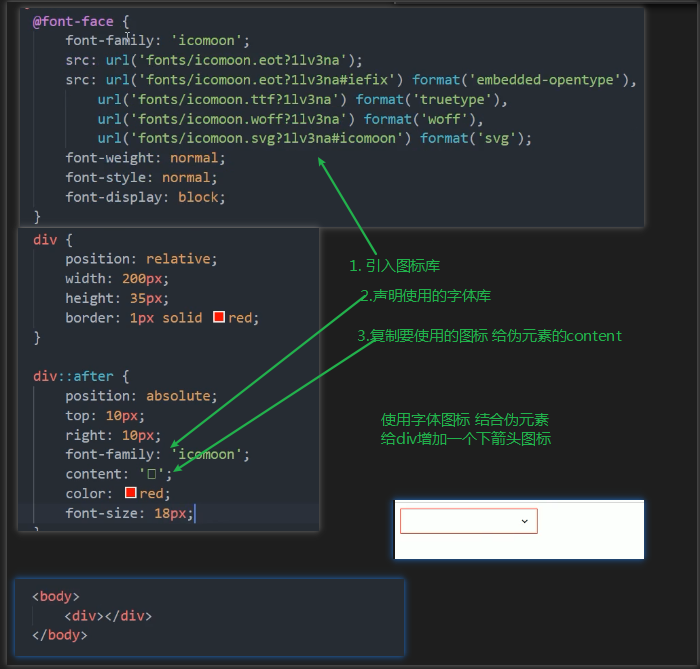 @font-face {
font-family: 'icomoon';
src: url('fonts/icomoon.eot?1lv3na');
src: url('fonts/icomoon.eot?1lv3na#iefix') format('embedded-opentype'),
url('fonts/icomoon.ttf?1lv3na') format('truetype'),
url('fonts/icomoon.woff?1lv3na') format('woff'),
url('fonts/icomoon.svg?1lv3na#icomoon') format('svg');
font-weight: normal;
font-style: normal;
font-display: block;
}
div {
position: relative;
width: 200px;
height: 35px;
border: 1px solid red;
}
div::after {
position: absolute;
top: 10px;
right: 10px;
font-family: 'icomoon';
content: '▯';
color: red;
font-size: 18px;
1. 引入图标库
2.声明使用的字体库
3.复制要使用的图标 给伪元素的content
使用字体图标 结合伪元素
给div增加一个下箭头图标
<body>
<div></div>
</body>